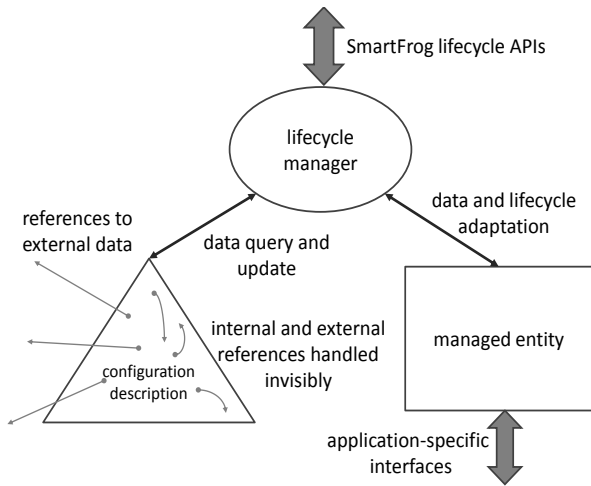 SmartFrog lifecycle APIs
lifecycle
manager
references to
external data
data query and
update
data and lifecycle
adaptation
internal and external
references handled
invisibly
configuration
description
managed entity
application-specific
interfaces